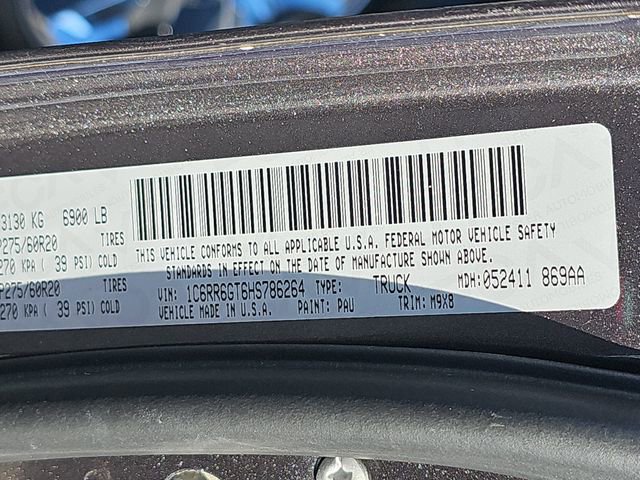 3130 KG 6900 LB
P275/60R20 TIRES
270 KPA ( 39 PSI) COLD
P275/60R20 TIRES
270 KPA ( 39 PSI) COLD
THIS VEHICLE CONFORMS TO ALL APPLICABLE U.S.A. FEDERAL MOTOR VEHICLE SAFETY
STANDARDS IN EFFECT ON THE DATE OF MANUFACTURE SHOWN ABOVE.
VIN: 1C6RR6GT6HS786264 TYPE: TRUCK MDH: 052411 869AA
VEHICLE MADE IN U.S.A. PAINT: PAU TRIM: M9X8